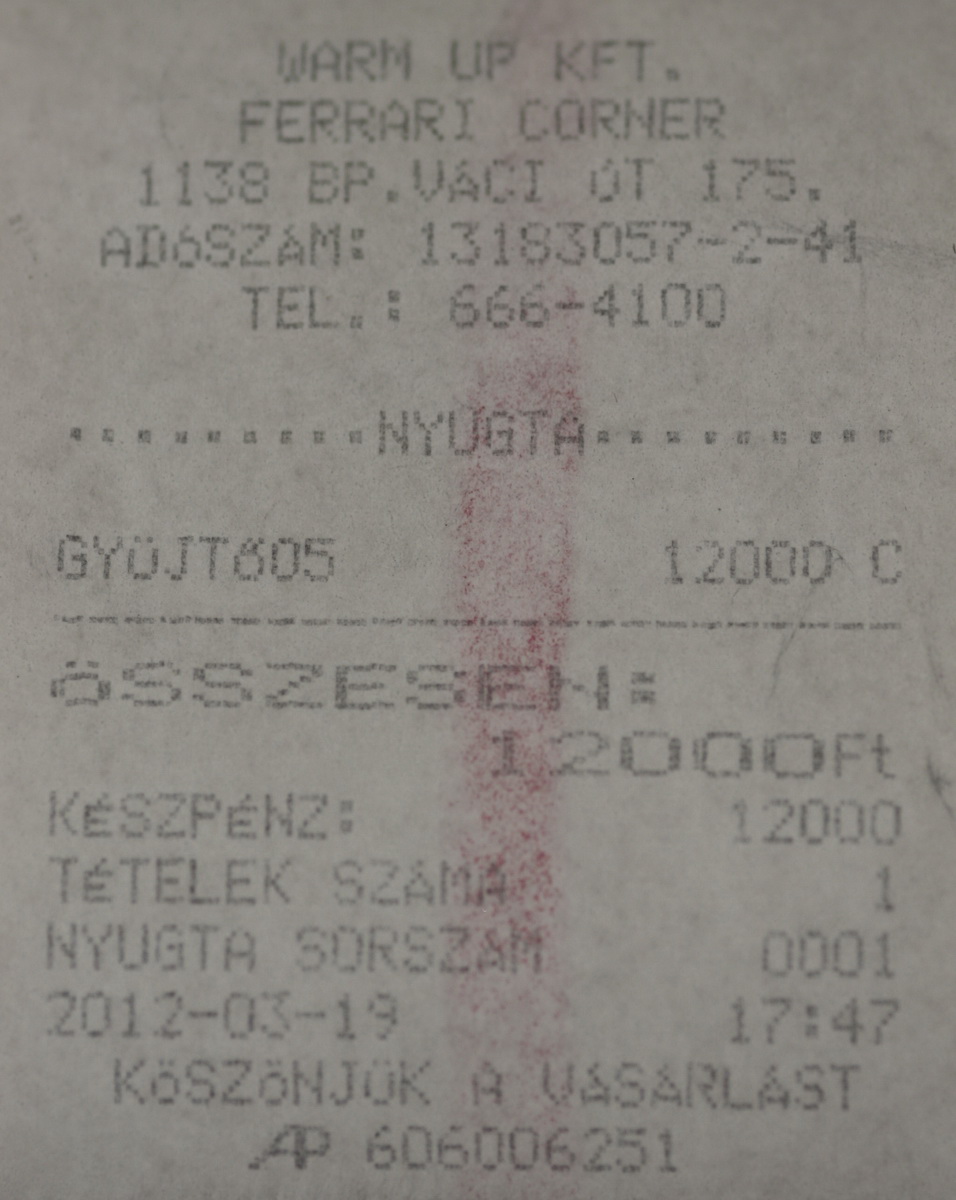 WARM UP KFT.
FERRARI CORNER
1138 BP.VÁCI ÚT 175.
ADÓSZÁM: 13183057-2-41
TEL.: 666-4100
.........NYUGTA.........
GYÜJTŐ05 12000 C
ÖSSZESEN:
12000Ft
KÉSZPÉNZ: 12000
TÉTELEK SZÁMA 1
NYUGTA SORSZÁM 0001
2012-03-19 17:47
KÖSZÖNJÜK A VÁSÁRLÁST
AP 606006251